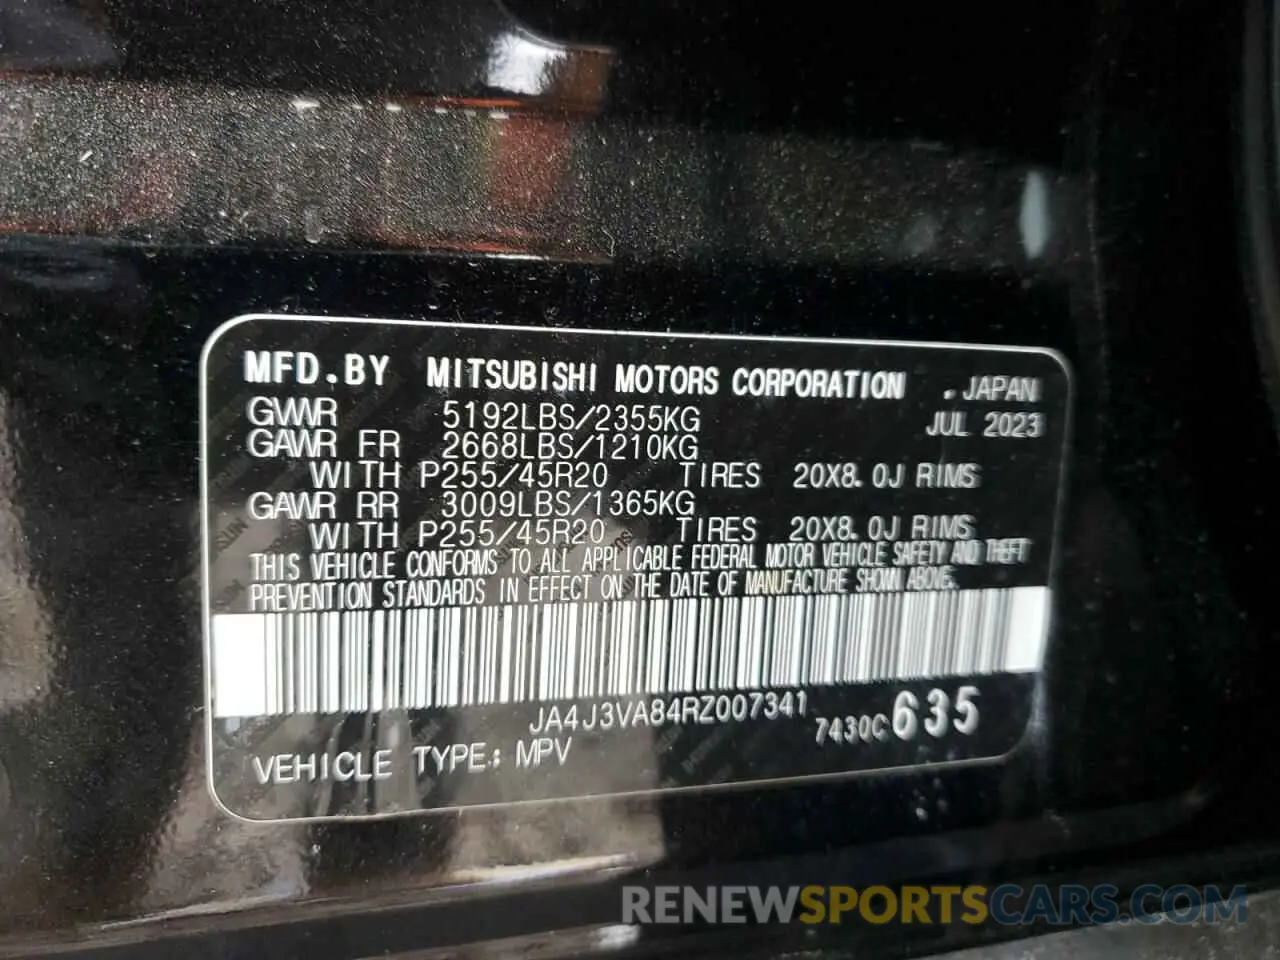 MFD.BY MITSUBISHI MOTORS CORPORATION . JAPAN
GVWR 5192LBS/2355KG JUL 2023
GAWR FR 2668LBS/1210KG
WITH P255/45R20 TIRES 20X8.0J RIMS
GAWR RR 3009LBS/1365KG
WITH P255/45R20 TIRES 20X8.0J RIMS
THIS VEHICLE CONFORMS TO ALL APPLICABLE FEDERAL MOTOR VEHICLE SAFETY AND THEFT
PREVENTION STANDARDS IN EFFECT ON THE DATE OF MANUFACTURE SHOWN ABOVE.
JA4J3VA84RZ007341 7430C635
VEHICLE TYPE: MPV
RENEWSPORTSCARS.COM